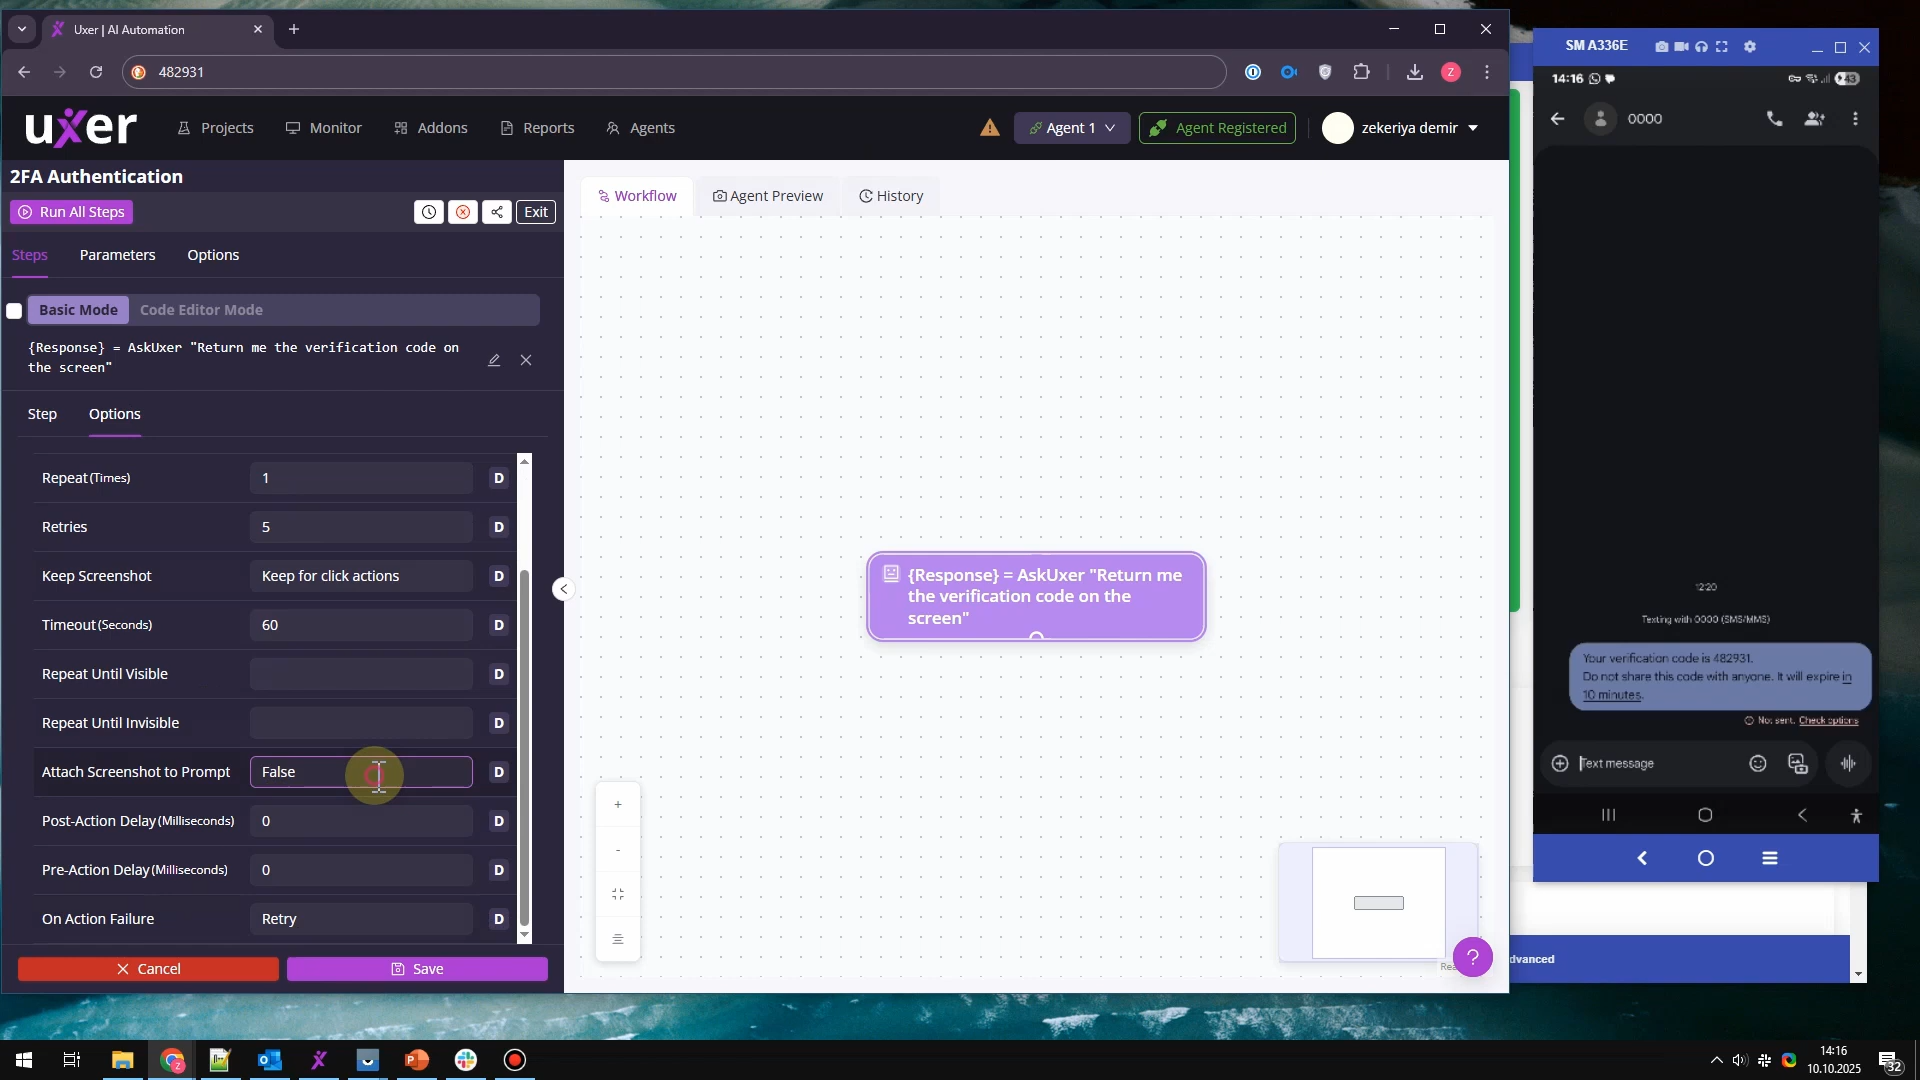 Uxer | AI Automation
482931
uxer
Projects
Monitor
Addons
Reports
Agents
Agent 1
Agent Registered
zekeriya demir
2FA Authentication
Run All Steps
Exit
Steps
Parameters
Options
Basic Mode
Code Editor Mode
{Response} = AskUxer "Return me the verification code on
the screen"
Step
Options
Repeat(Times)
1
D
Retries
5
D
Keep Screenshot
Keep for click actions
D
Timeout(Seconds)
60
D
Repeat Until Visible
D
Repeat Until Invisible
D
Attach Screenshot to Prompt
False
D
Post-Action Delay(Milliseconds)
0
D
Pre-Action Delay(Milliseconds)
0
D
On Action Failure
Retry
D
Cancel
Save
Workflow
Agent Preview
History
{Response} = AskUxer "Return me
the verification code on the
screen"
+
-
Rea
?
SM A336E
14:16
43
0000
12:20
Texting with 0000 (SMS/MMS)
Your verification code is 482931.
Do not share this code with anyone. It will expire in
10 minutes.
Not sent. Check options
Text message
dvanced
Z
Z
14:16
10.10.2025
32